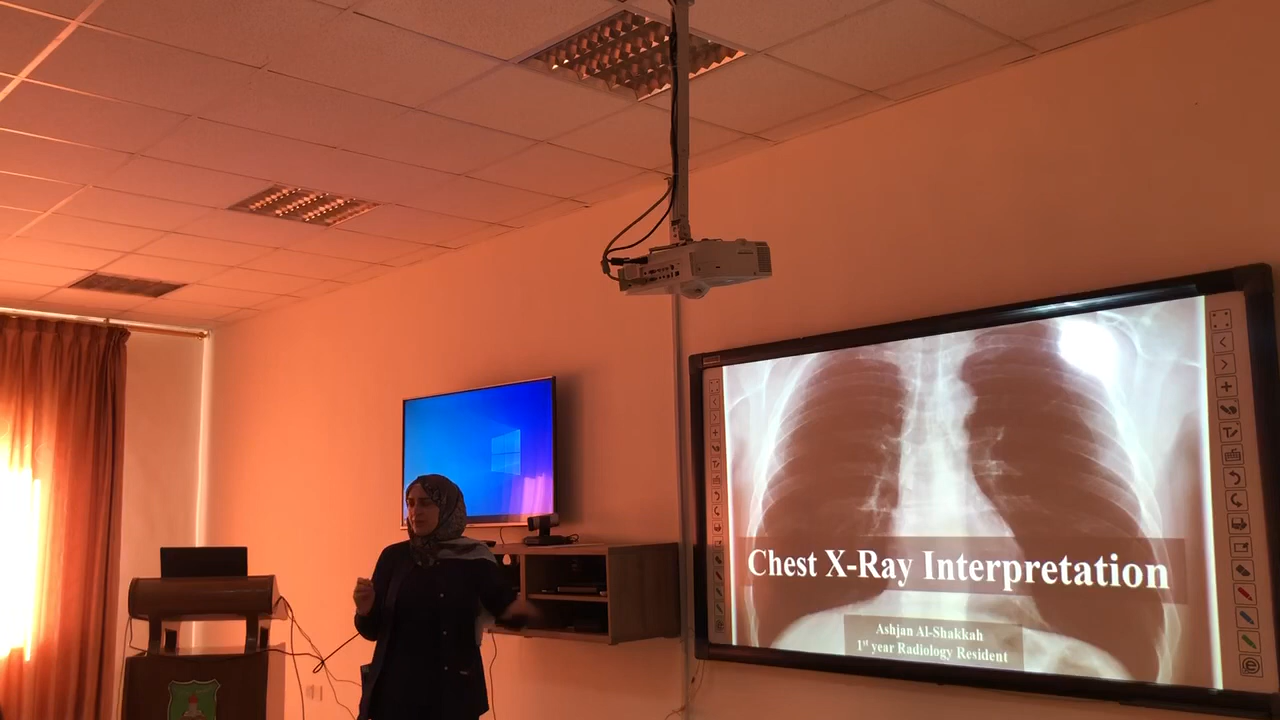 Chest X-Ray Interpretation
Ashjan Al-Shakkah
1st year Radiology Resident